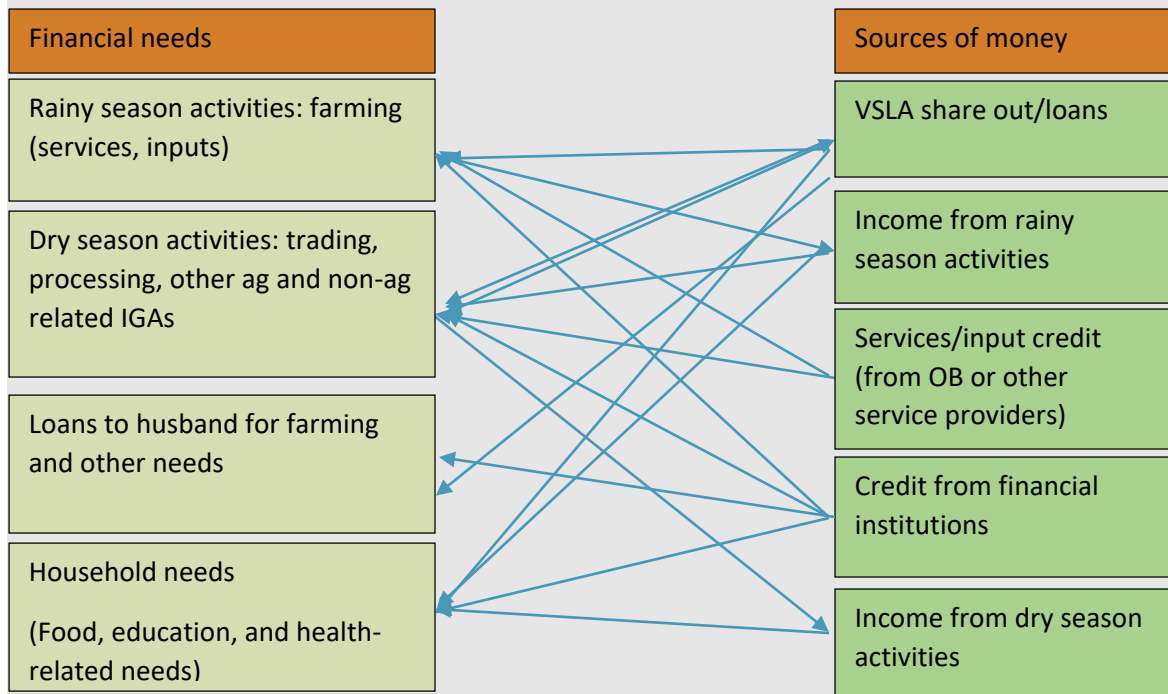 Financial needs
Rainy season activities: farming
(services, inputs)
Dry season activities: trading,
processing, other ag and non-ag
related IGAs
Loans to husband for farming
and other needs
Household needs
(Food, education, and health-
related needs)
Sources of money
VSLA share out/loans
Income from rainy
season activities
Services/input credit
(from OB or other
service providers)
Credit from financial
institutions
Income from dry season
activities